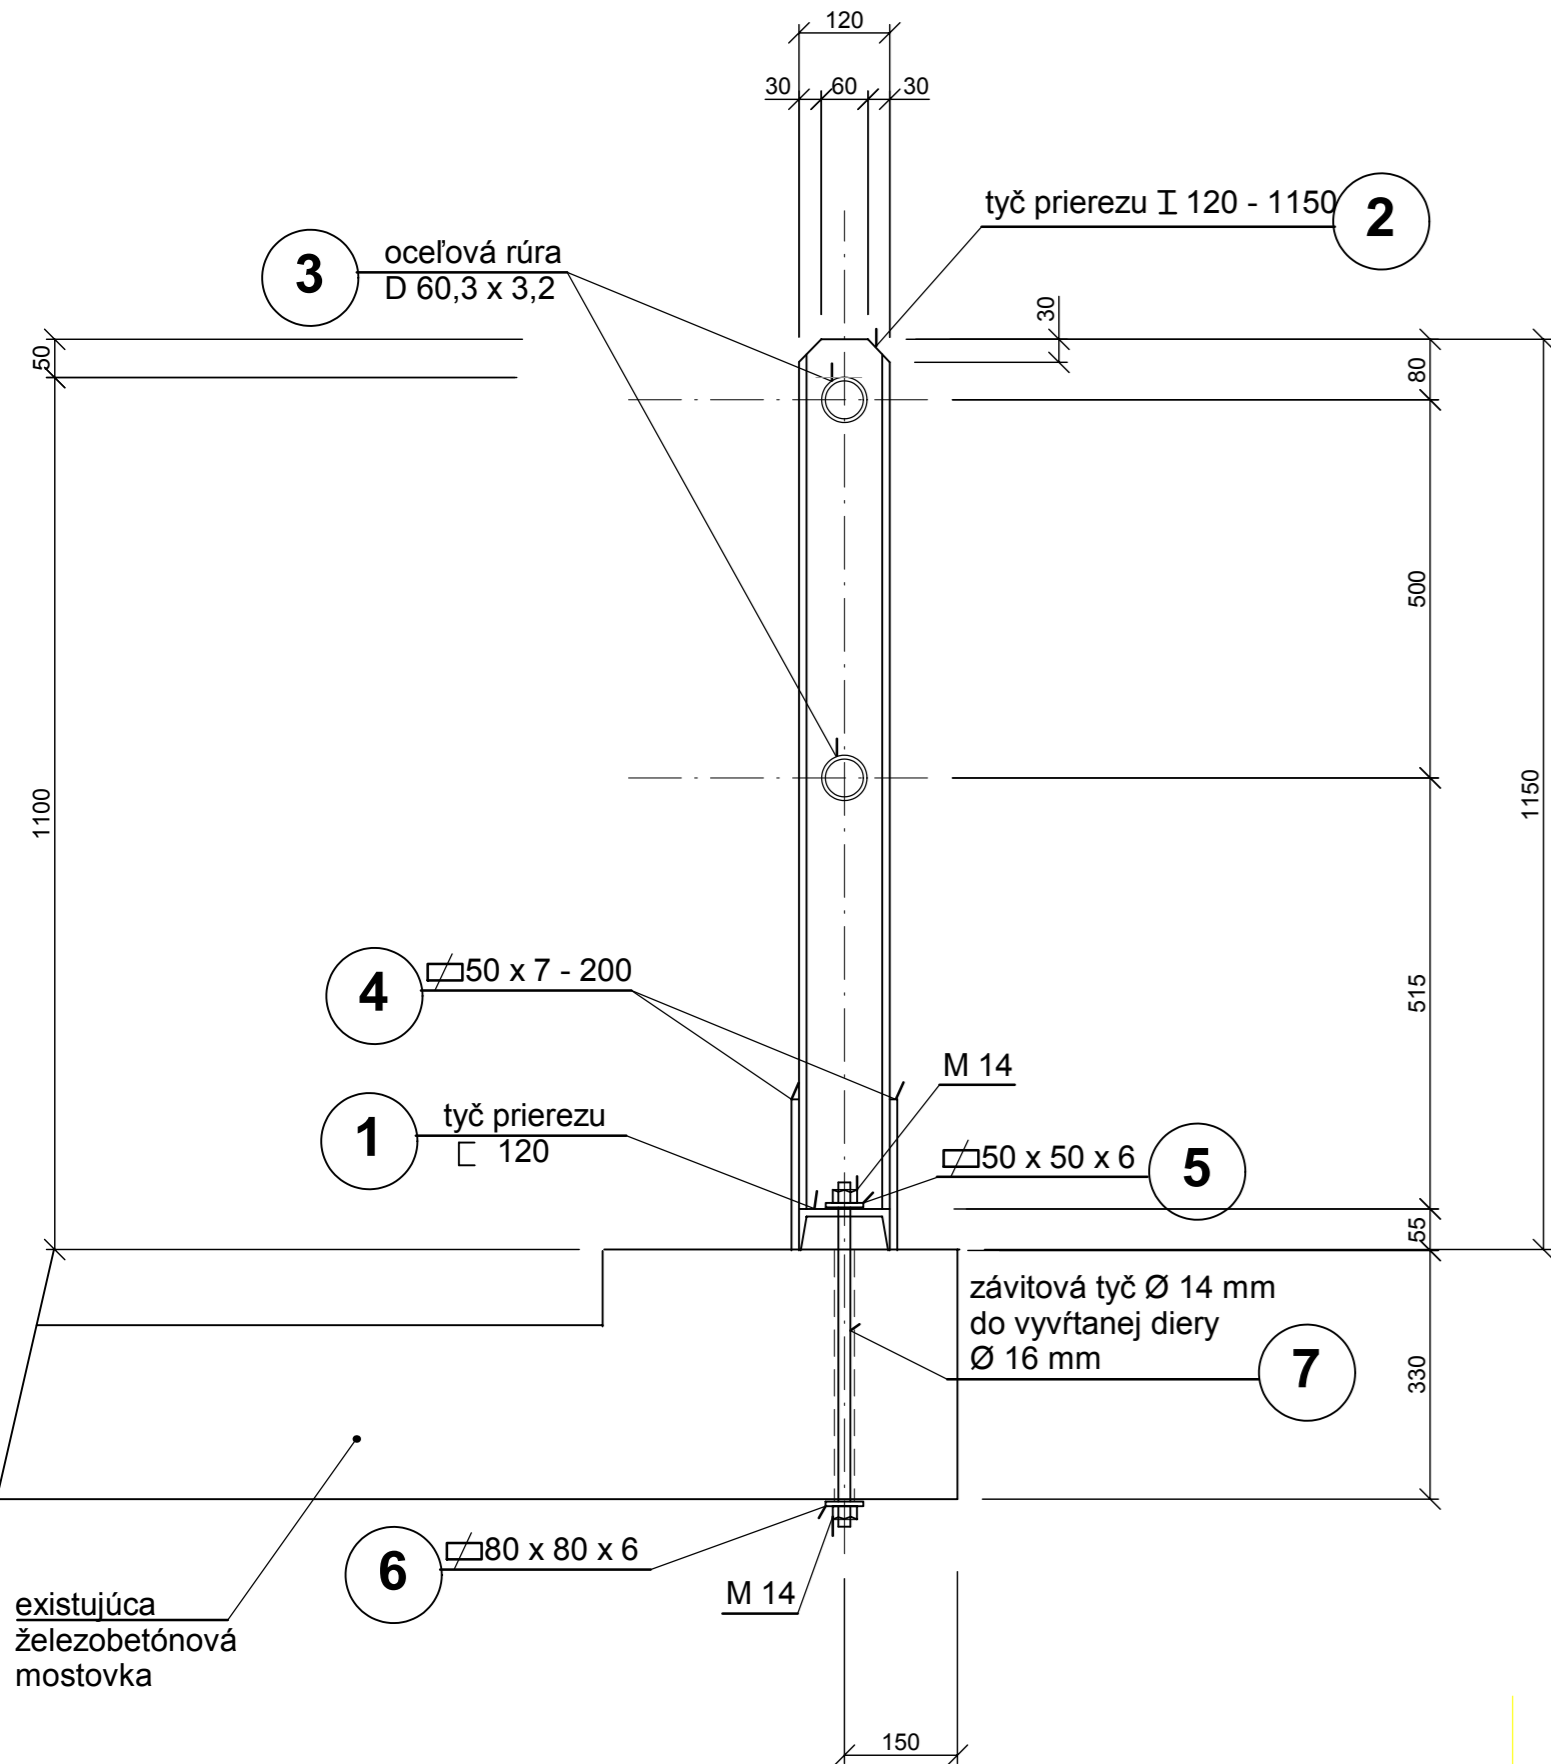 120
30 60 30
tyč prierezu I 120 - 1150
2
3
oceľová rúra
D 60,3 x 3,2
30
50
80
500
1100
1150
4
50 x 7 - 200
515
M 14
1
tyč prierezu
120
50 x 50 x 6
5
55
závitová tyč Ø 14 mm
do vyvŕtanej diery
Ø 16 mm
7
330
6
80 x 80 x 6
M 14
existujúca
železobetónová
mostovka
150